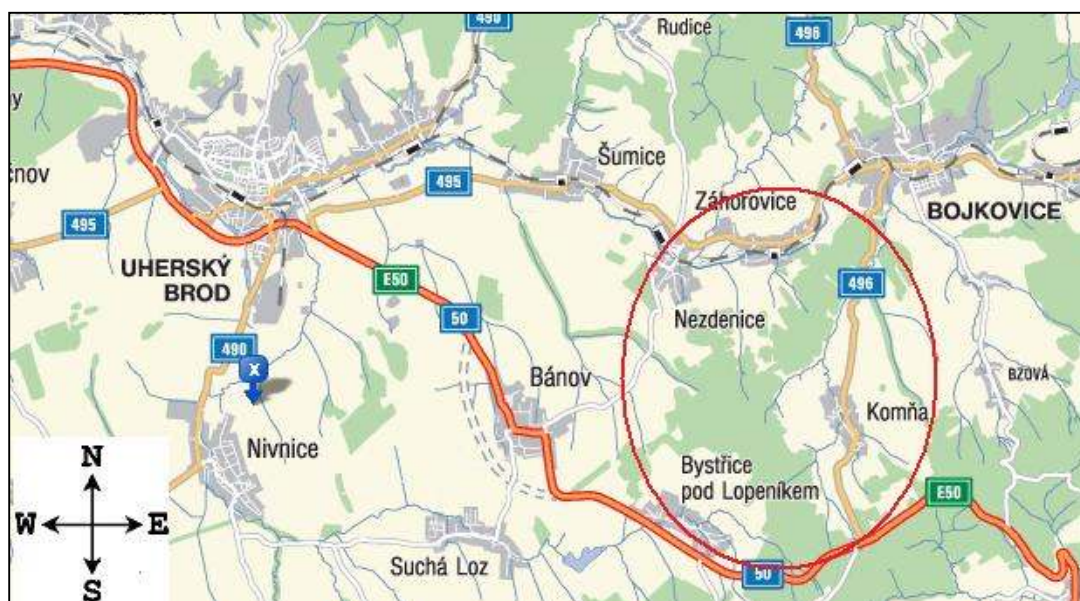 490
496
Rudice
Šumice
495
Záhorovice
BOJKOVICE
čnov
495
UHERSKÝ
BROD
E50
50
496
Nezdenice
490
X
Bánov
BZOVÁ
Komňa
Nivnice
Bystřice
pod Lopeníkem
E50
Suchá Loz
50
N
W
E
S